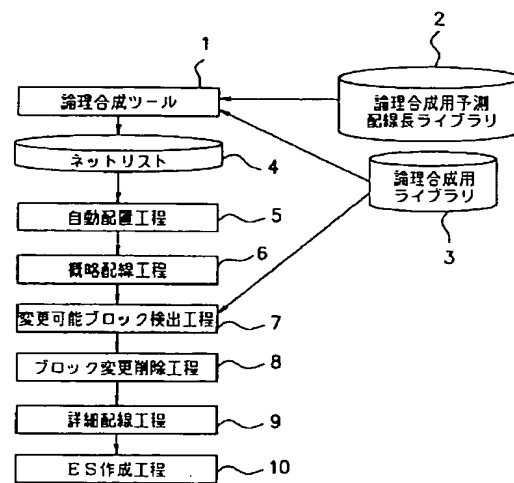 1
2
論理合成ツール
論理合成用予測
配線長ライブラリ
ネットリスト
4
論理合成用
ライブラリ
3
自動配置工程
5
概略配線工程
6
変更可能ブロック検出工程
7
ブロック変更削除工程
8
詳細配線工程
9
ES作成工程
10